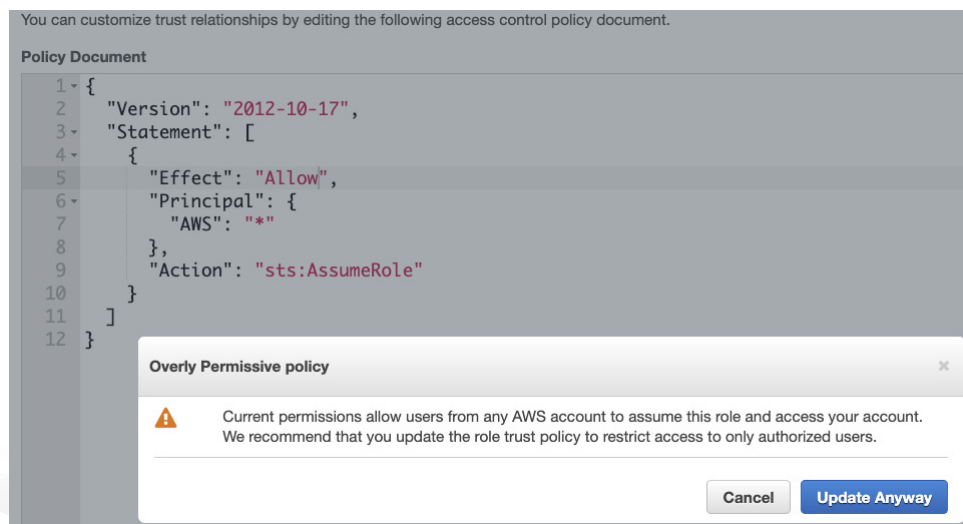 You can customize trust relationships by editing the following access control policy document.
Policy Document
1 {
2 "Version": "2012-10-17",
3 "Statement": [
4 {
5 "Effect": "Allow",
6 "Principal": {
7 "AWS": "*"
8 },
9 "Action": "sts:AssumeRole"
10 }
11 ]
12 }
Overly Permissive policy ×
Current permissions allow users from any AWS account to assume this role and access your account.
We recommend that you update the role trust policy to restrict access to only authorized users.
Cancel Update Anyway